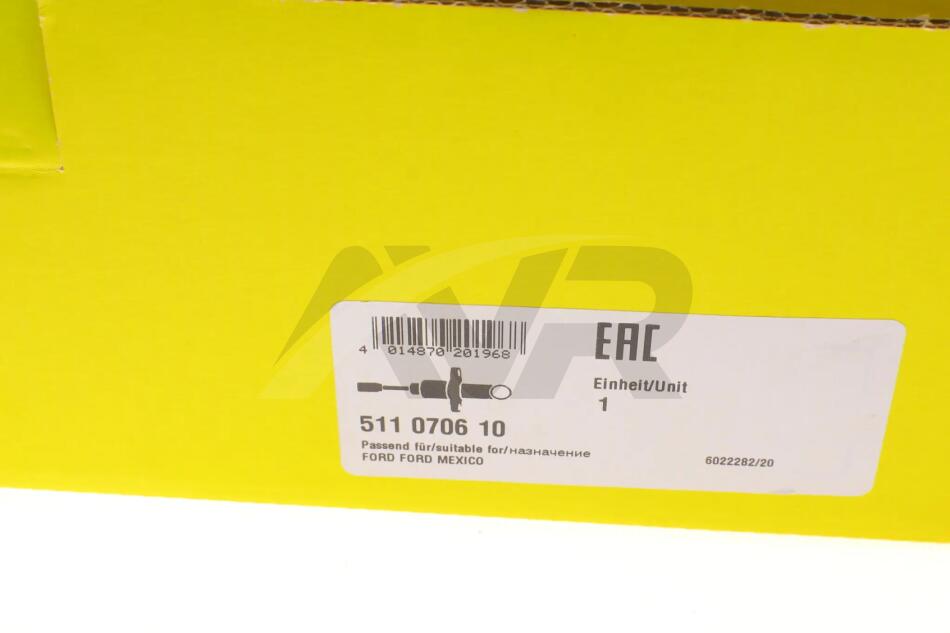 AVR
EAC
4 014870 201968
Einheit/Unit
1
511 0706 10
Passend für/suitable for/назначение
FORD FORD MEXICO
6022282/20